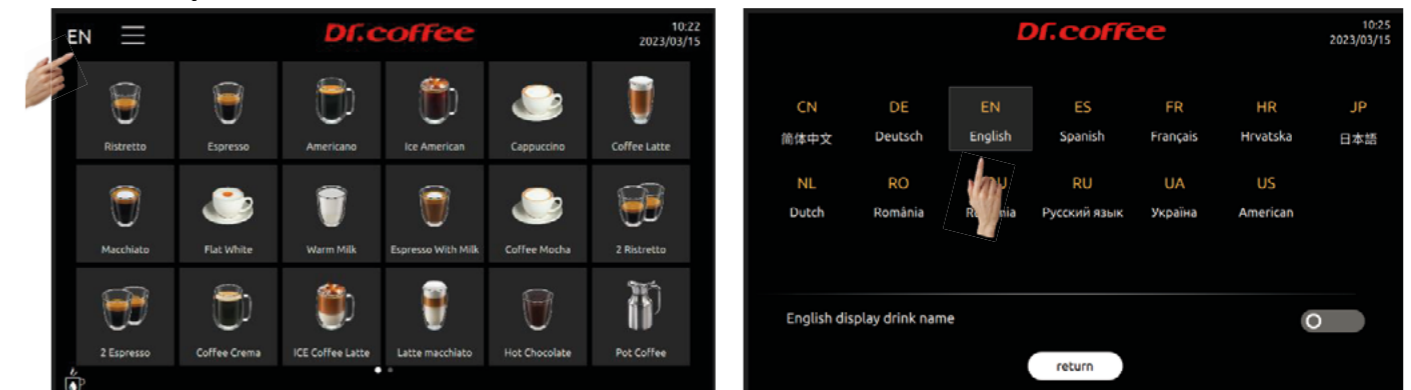 EN
Dr.coffee
10:22
2023/03/15
Ristretto
Espresso
Americano
Ice American
Cappuccino
Coffee Latte
Macchiato
Flat White
Warm Milk
Espresso With Milk
Coffee Mocha
2 Ristretto
2 Espresso
Coffee Crema
ICE Coffee Latte
Latte macchiato
Hot Chocolate
Pot Coffee
Dr.coffee
10:25
2023/03/15
CN DE EN ES FR HR JP
简体中文 Deutsch English Spanish Français Hrvatska 日本語
NL RO RU UA US
Dutch România Русский язык Україна American
English display drink name
return